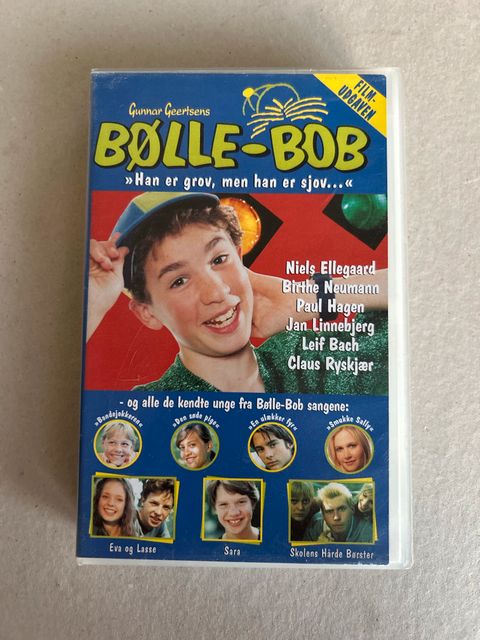 FILM-
UDGAVEN
Gunnar Geertsens
BØLLE-BOB
»Han er grov, men han er sjov...«
Niels Ellegaard
Birthe Neumann
Paul Hagen
Jan Linnebjerg
Leif Bach
Claus Ryskjær
- og alle de kendte unge fra Bølle-Bob sangene:
»Bondejokkeren«
»Den søde pige«
»En ulækker fyr«
»Smukke Sally«
Eva og Lasse
Sara
Skolens Hårde Børster